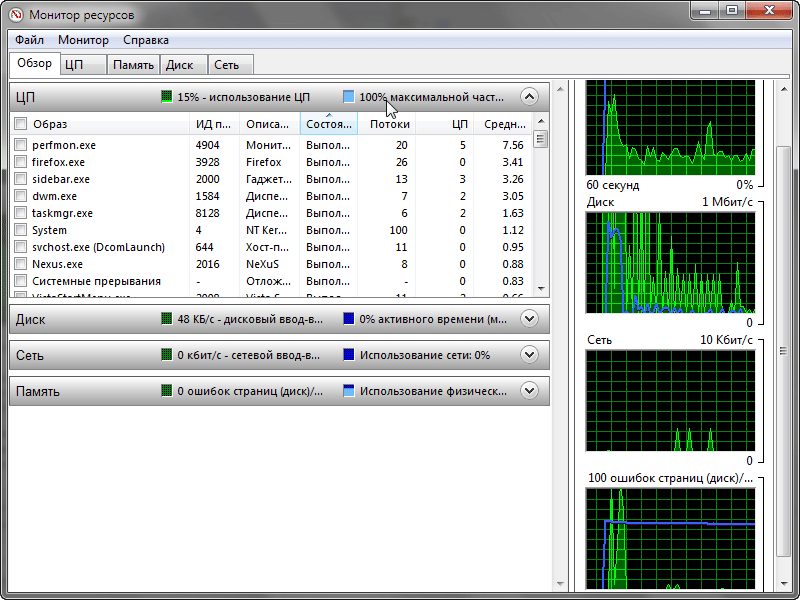 Монитор ресурсов
Файл Монитор Справка
Обзор ЦП Память Диск Сеть
ЦП 15% - использование ЦП 100% максимальной част...
Образ ИД п... Описа... Состоя... Потоки ЦП Средн...
perfmon.exe 4904 Монит... Выпол... 20 5 7.56
firefox.exe 3928 Firefox Выпол... 26 0 3.41
sidebar.exe 2000 Гаджет... Выпол... 13 3 3.26
dwm.exe 1584 Диспе... Выпол... 7 2 3.05
taskmgr.exe 8128 Диспе... Выпол... 6 2 1.63
System 4 NT Ker... Выпол... 100 0 1.12
svchost.exe (DcomLaunch) 644 Хост-п... Выпол... 11 0 0.95
Nexus.exe 2016 NeXuS Выпол... 8 0 0.88
Системные прерывания - Отлож... Выпол... - 0 0.83
Диск 48 КБ/с - дисковый ввод-в... 0% активного времени (м...
Сеть 0 кбит/с - сетевой ввод-в... Использование сети: 0%
Память 0 ошибок страниц (диск)/... Использование физическ...
60 секунд 0%
Диск 1 Мбит/с
0
Сеть 10 Кбит/с
0
100 ошибок страниц (диск)/...